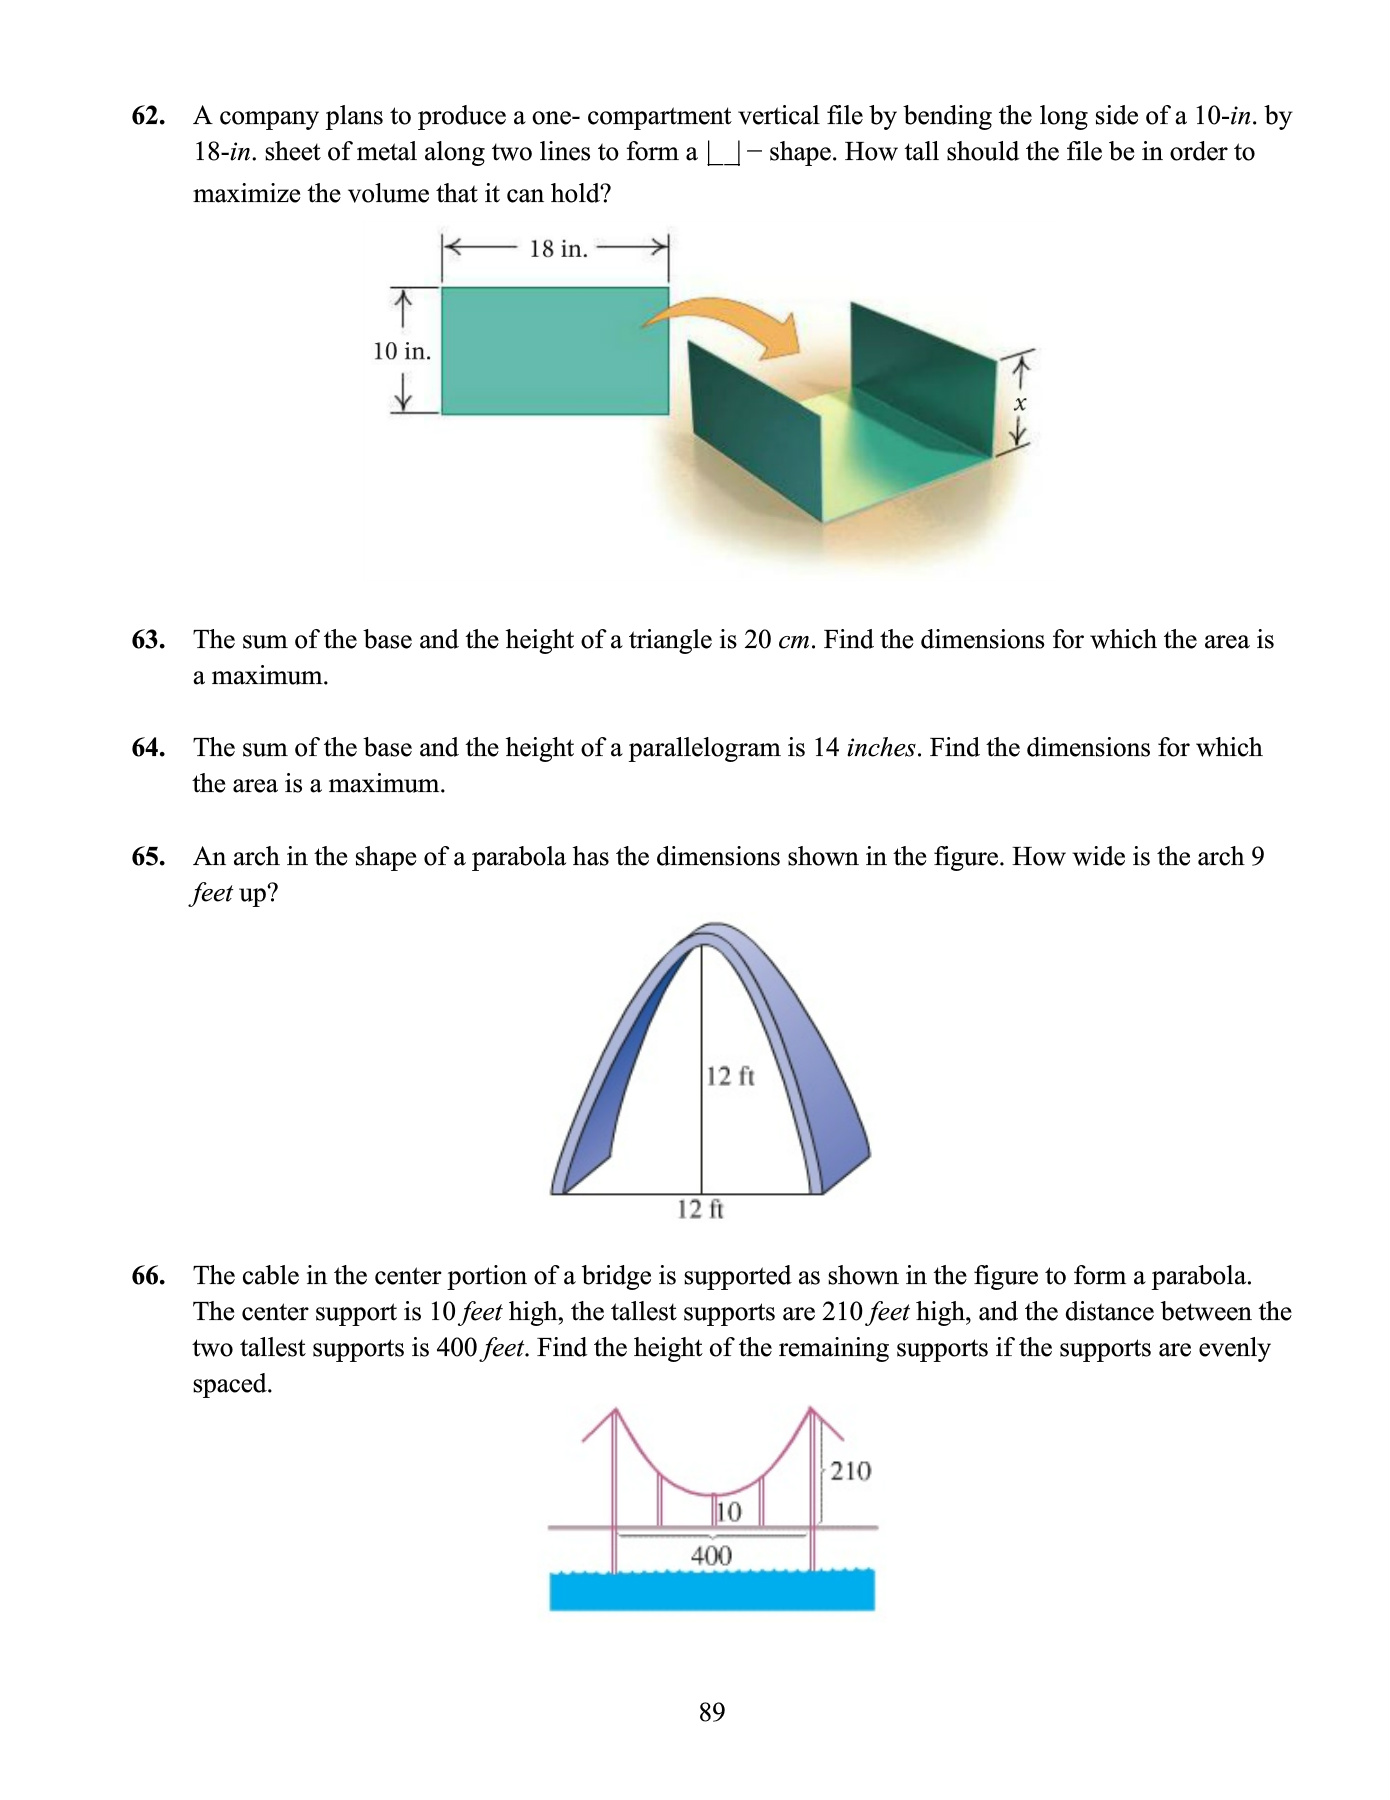 62. A company plans to produce a one- compartment vertical file by bending the long side of a 10-in. by
18-in. sheet of metal along two lines to form a |__| − shape. How tall should the file be in order to
maximize the volume that it can hold?
18 in.
10 in.
x
63. The sum of the base and the height of a triangle is 20 cm. Find the dimensions for which the area is
a maximum.
64. The sum of the base and the height of a parallelogram is 14 inches. Find the dimensions for which
the area is a maximum.
65. An arch in the shape of a parabola has the dimensions shown in the figure. How wide is the arch 9
feet up?
12 ft
12 ft
66. The cable in the center portion of a bridge is supported as shown in the figure to form a parabola.
The center support is 10 feet high, the tallest supports are 210 feet high, and the distance between the
two tallest supports is 400 feet. Find the height of the remaining supports if the supports are evenly
spaced.
210
10
400
89